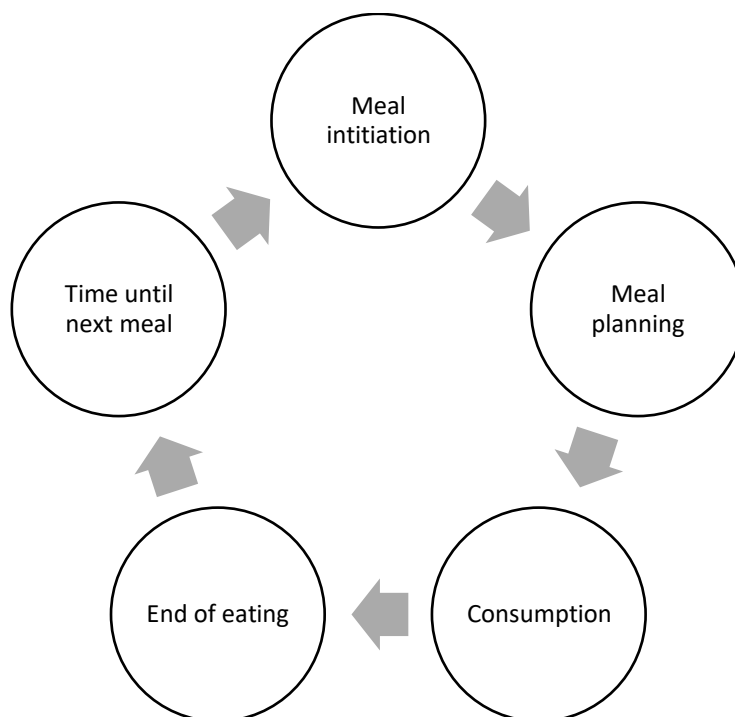 Meal
intitiation
Meal
planning
Consumption
End of eating
Time until
next meal